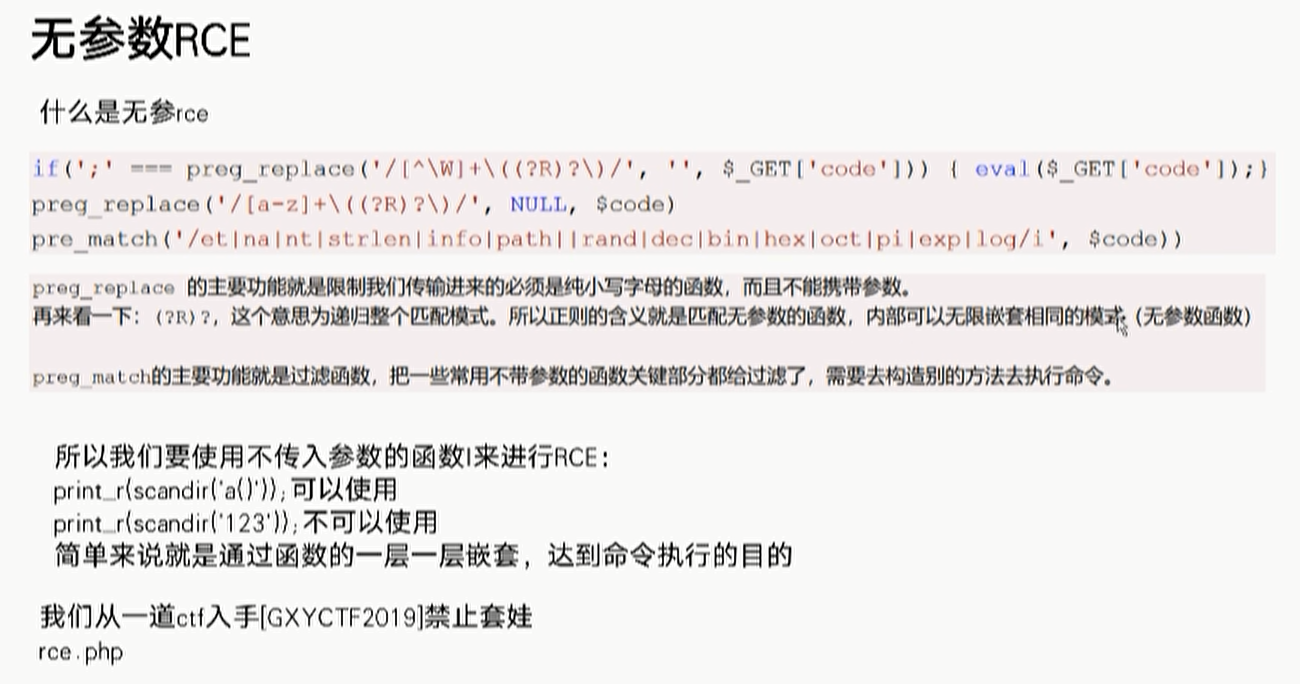 无参数RCE
什么是无参rce
if(';' === preg_replace('/[^\W]+\((?R)?\)/', '', $_GET['code'])) { eval($_GET['code']);}
preg_replace('/[a-z]+\((?R)?\)/', NULL, $code)
pre_match('/et|na|nt|strlen|info|path||rand|dec|bin|hex|oct|pi|exp|log/i', $code))
preg_replace 的主要功能就是限制我们传输进来的必须是纯小写字母的函数，而且不能携带参数。
再来看一下：(?R)?，这个意思为递归整个匹配模式。所以正则的含义就是匹配无参数的函数，内部可以无限嵌套相同的模式（无参数函数）
preg_match的主要功能就是过滤函数，把一些常用不带参数的函数关键部分都给过滤了，需要去构造别的方法去执行命令。
所以我们要使用不传入参数的函数来进行RCE：
print_r(scandir('a()'));可以使用
print_r(scandir('123'));不可以使用
简单来说就是通过函数的一层一层嵌套，达到命令执行的目的
我们从一道ctf入手[GXYCTF2019]禁止套娃
rce.php